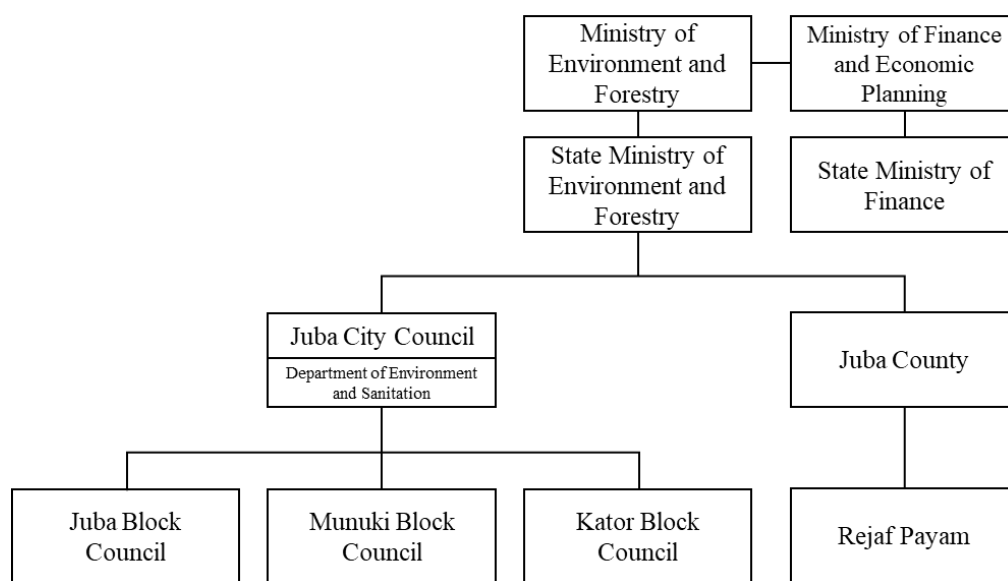 Ministry of
Environment and
Forestry
Ministry of Finance
and Economic
Planning
State Ministry of
Environment and
Forestry
State Ministry of
Finance
Juba City Council
Department of Environment
and Sanitation
Juba County
Juba Block
Council
Munuki Block
Council
Kator Block
Council
Rejaf Payam